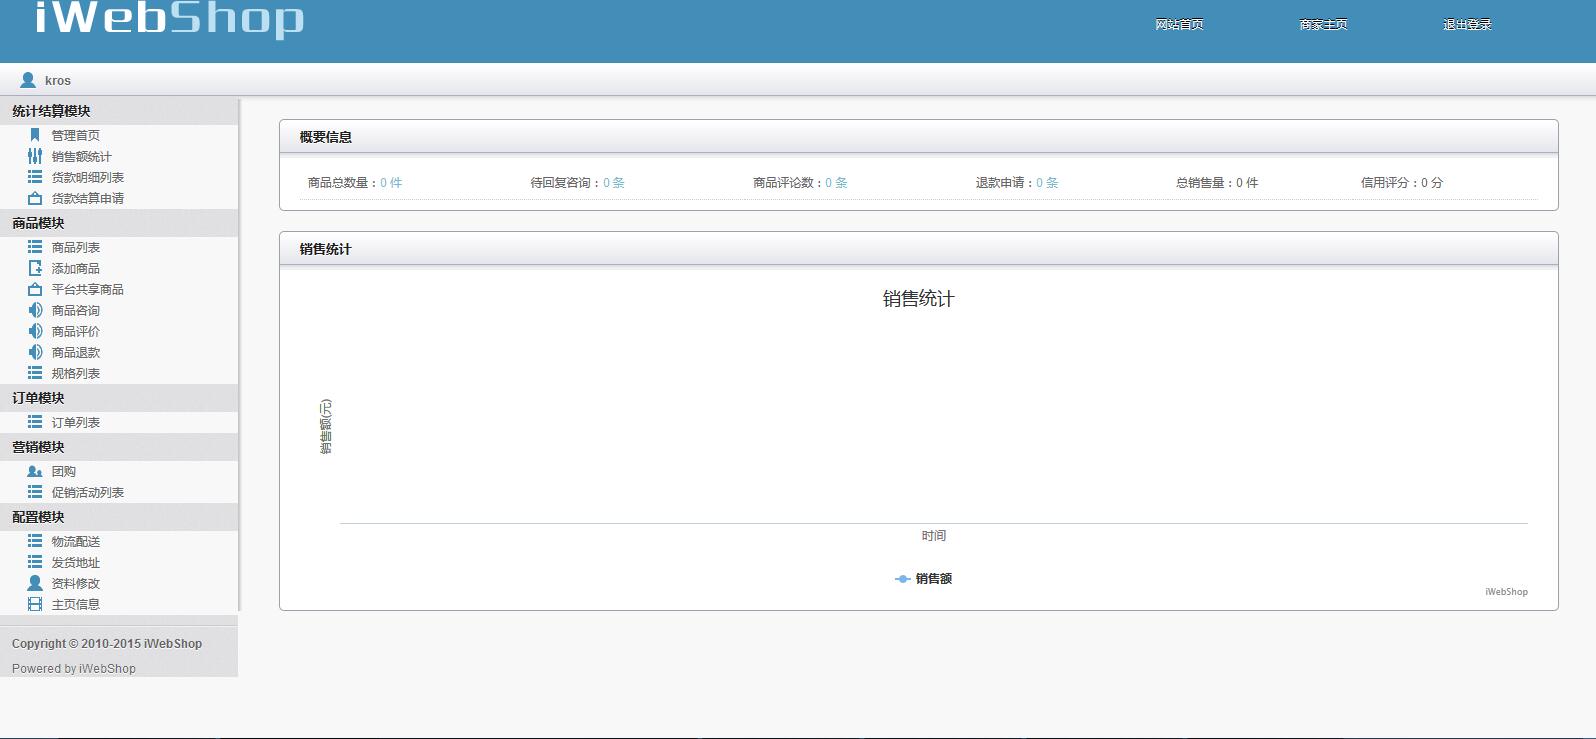 iWebShop
网站首页 商家主页 退出登录
kros
统计结算模块
管理首页
销售额统计
货款明细列表
货款结算申请
商品模块
商品列表
添加商品
平台共享商品
商品咨询
商品评价
商品退款
规格列表
订单模块
订单列表
营销模块
团购
促销活动列表
配置模块
物流配送
发货地址
资料修改
主页信息
Copyright © 2010-2015 iWebShop
Powered by iWebShop
概要信息
商品总数量：0 件 待回复咨询：0 条 商品评论数：0 条 退款申请：0 条 总销售量：0 件 信用评分：0 分
销售统计
销售统计
销售额(元)
时间
销售额
iWebShop